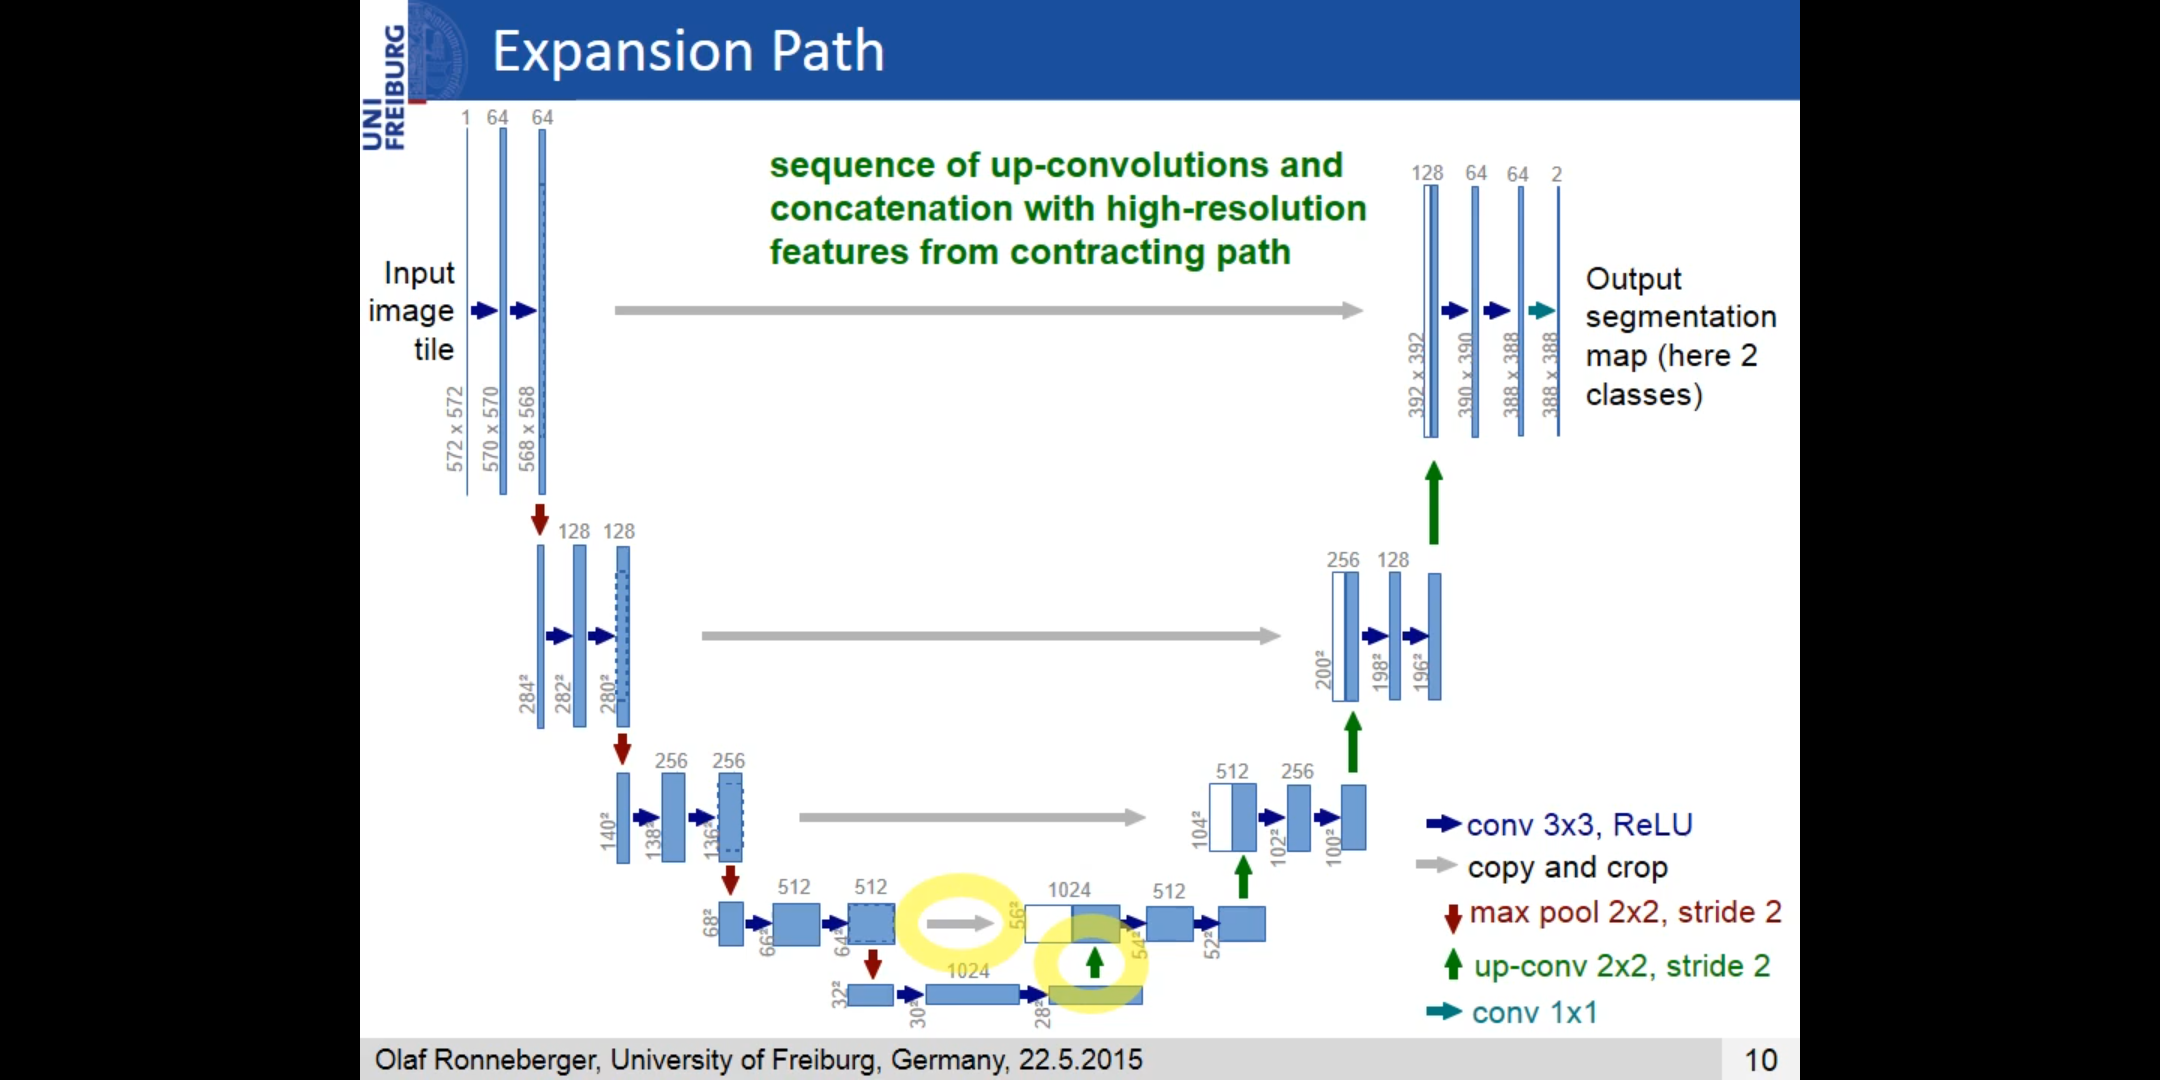 UNI
FREIBURG
Expansion Path
1 64 64
sequence of up-convolutions and
concatenation with high-resolution
features from contracting path
128 64 64 2
Input
image
tile
Output
segmentation
map (here 2
classes)
572 x 572
570 x 570
568 x 568
392 x 392
390 x 390
388 x 388
388 x 388
128 128
256 128
284²
282²
280²
200²
198²
196²
256 256
512 256
140²
138²
136²
104²
102²
100²
512 512
1024 512
68²
66²
64²
56²
54²
52²
1024
32²
30²
28²
conv 3x3, ReLU
copy and crop
max pool 2x2, stride 2
up-conv 2x2, stride 2
conv 1x1
Olaf Ronneberger, University of Freiburg, Germany, 22.5.2015
10